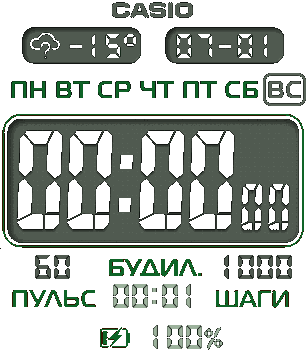 CASIO
-15° 07-01
ПН ВТ СР ЧТ ПТ СБ ВС
00:00 00
60 БУДИЛ. 1000
ПУЛЬС 00:01 ШАГИ
100%